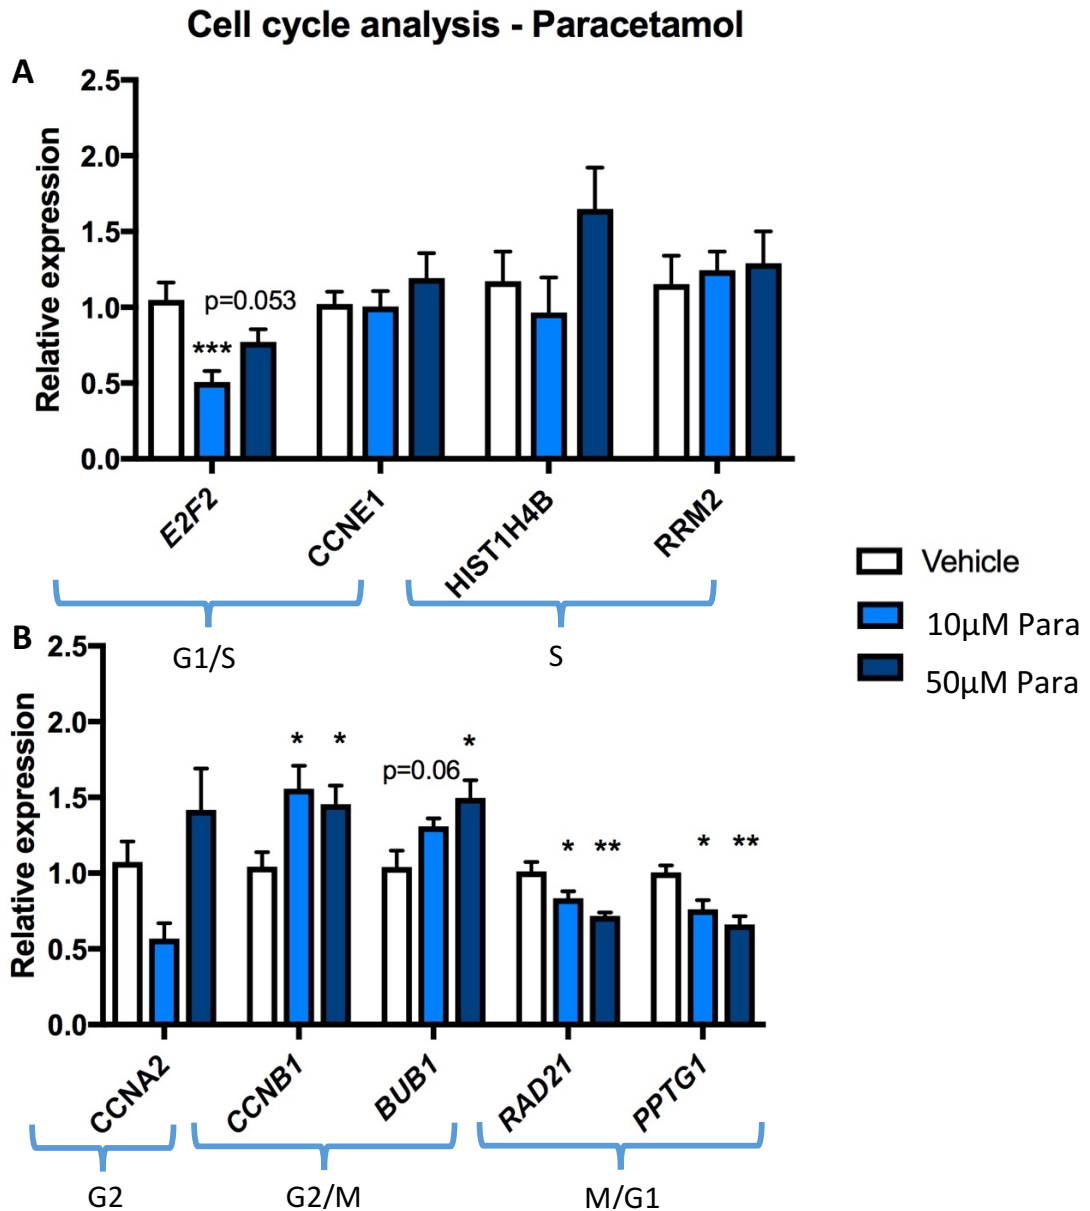 Cell cycle analysis - Paracetamol
A
Relative expression
2.5
2.0
1.5
1.0
0.5
0.0
p=0.053
***
E2F2
CCNE1
HIST1H4B
RRM2
G1/S
S
Vehicle
10µM Para
50µM Para
B
Relative expression
2.5
2.0
1.5
1.0
0.5
0.0
* *
p=0.06
*
* **
* **
CCNA2
CCNB1
BUB1
RAD21
PPTG1
G2
G2/M
M/G1